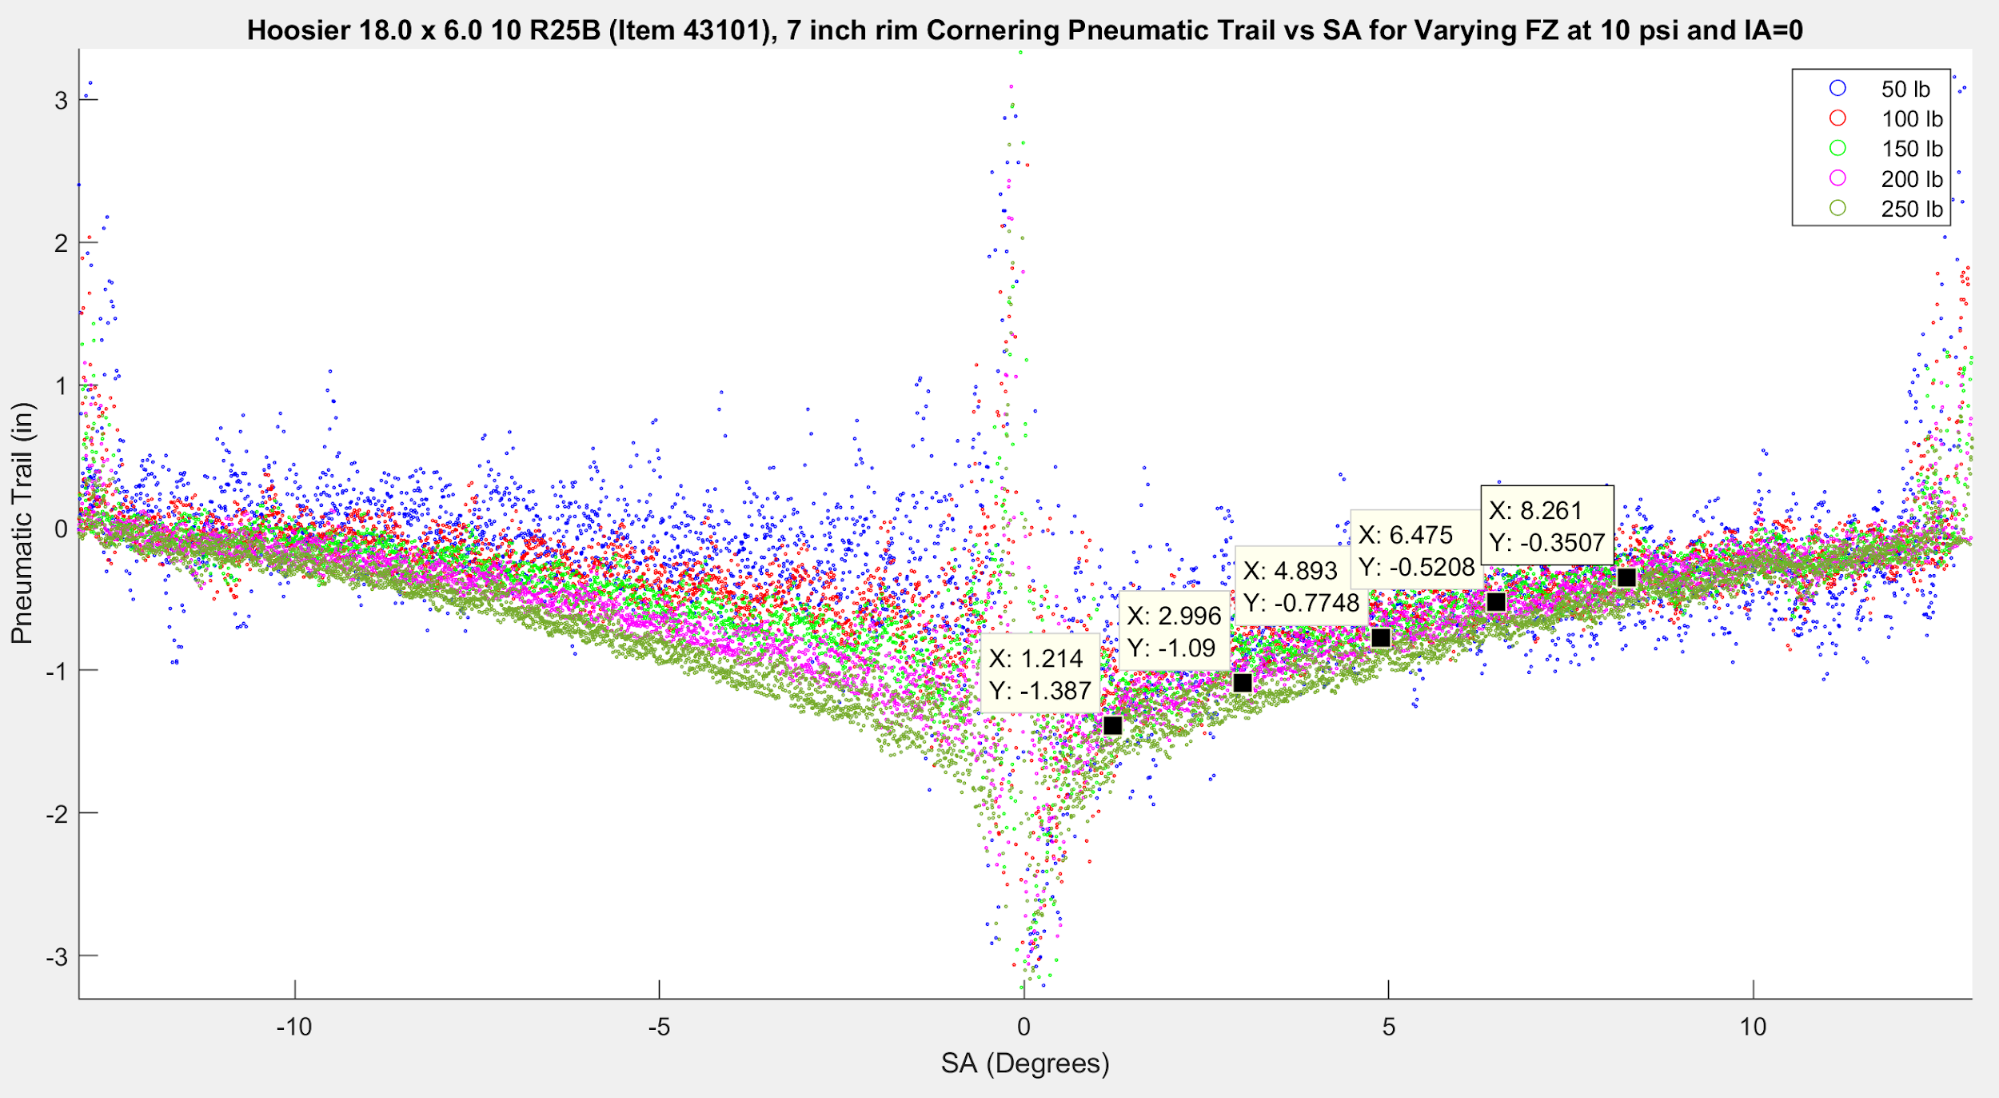 Hoosier 18.0 x 6.0 10 R25B (Item 43101), 7 inch rim Cornering Pneumatic Trail vs SA for Varying FZ at 10 psi and IA=0
50 lb
100 lb
150 lb
200 lb
250 lb
3
2
1
0
-1
-2
-3
Pneumatic Trail (in)
X: 1.214
Y: -1.387
X: 2.996
Y: -1.09
X: 4.893
Y: -0.7748
X: 6.475
Y: -0.5208
X: 8.261
Y: -0.3507
-10
-5
0
5
10
SA (Degrees)